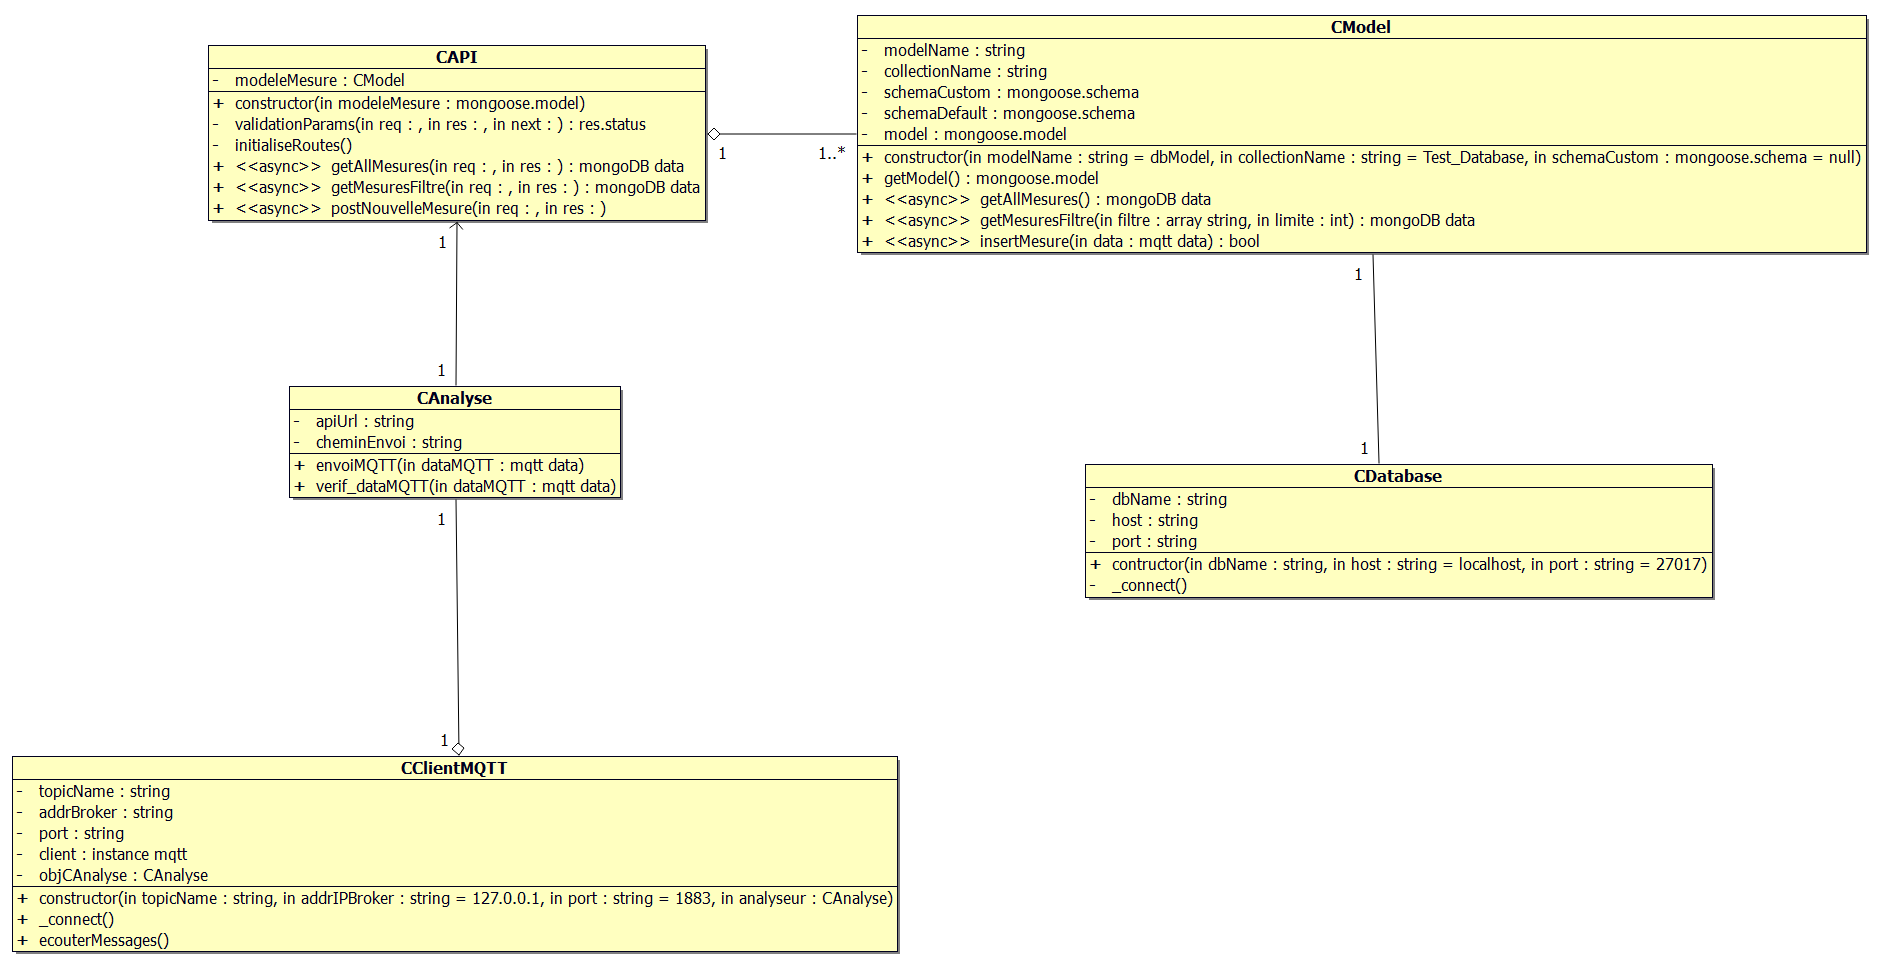 CAPI
- modeleMesure : CModel
+ constructor(in modeleMesure : mongoose.model)
- validationParams(in req : , in res : , in next : ) : res.status
- initialiseRoutes()
+ <<async>> getAllMesures(in req : , in res : ) : mongoDB data
+ <<async>> getMesuresFiltre(in req : , in res : ) : mongoDB data
+ <<async>> postNouvelleMesure(in req : , in res : )
1
1..*
CModel
- modelName : string
- collectionName : string
- schemaCustom : mongoose.schema
- schemaDefault : mongoose.schema
- model : mongoose.model
+ constructor(in modelName : string = dbModel, in collectionName : string = Test_Database, in schemaCustom : mongoose.schema = null)
+ getModel() : mongoose.model
+ <<async>> getAllMesures() : mongoDB data
+ <<async>> getMesuresFiltre(in filtre : array string, in limite : int) : mongoDB data
+ <<async>> insertMesure(in data : mqtt data) : bool
1
1
1
1
CAnalyse
- apiUrl : string
- cheminEnvoi : string
+ envoiMQTT(in dataMQTT : mqtt data)
+ verif_dataMQTT(in dataMQTT : mqtt data)
1
1
CDatabase
- dbName : string
- host : string
- port : string
+ contructor(in dbName : string, in host : string = localhost, in port : string = 27017)
- _connect()
CClientMQTT
- topicName : string
- addrBroker : string
- port : string
- client : instance mqtt
- objCAnalyse : CAnalyse
+ constructor(in topicName : string, in addrIPBroker : string = 127.0.0.1, in port : string = 1883, in analyseur : CAnalyse)
+ _connect()
+ ecouterMessages()